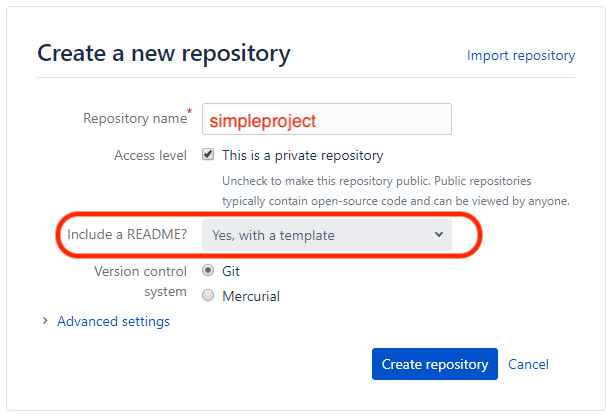 Create a new repository
Import repository
Repository name*
simpleproject
Access level
This is a private repository
Uncheck to make this repository public. Public repositories
typically contain open-source code and can be viewed by anyone.
Include a README?
Yes, with a template
Version control
system
Git
Mercurial
Advanced settings
Create repository
Cancel